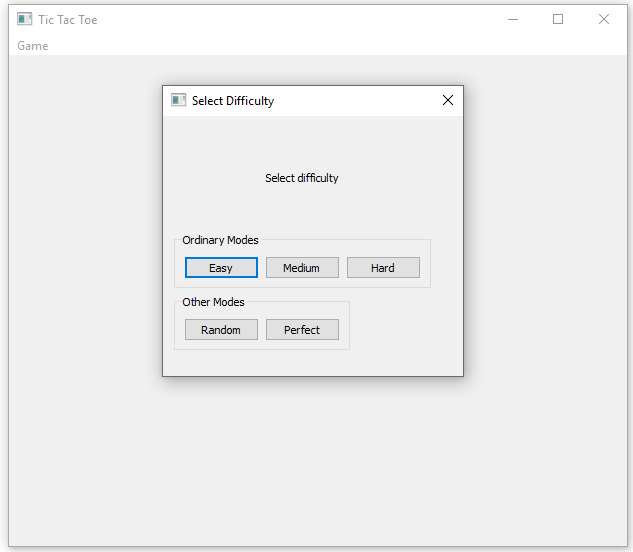 Tic Tac Toe
Game
Select Difficulty
Select difficulty
Ordinary Modes
Easy Medium Hard
Other Modes
Random Perfect